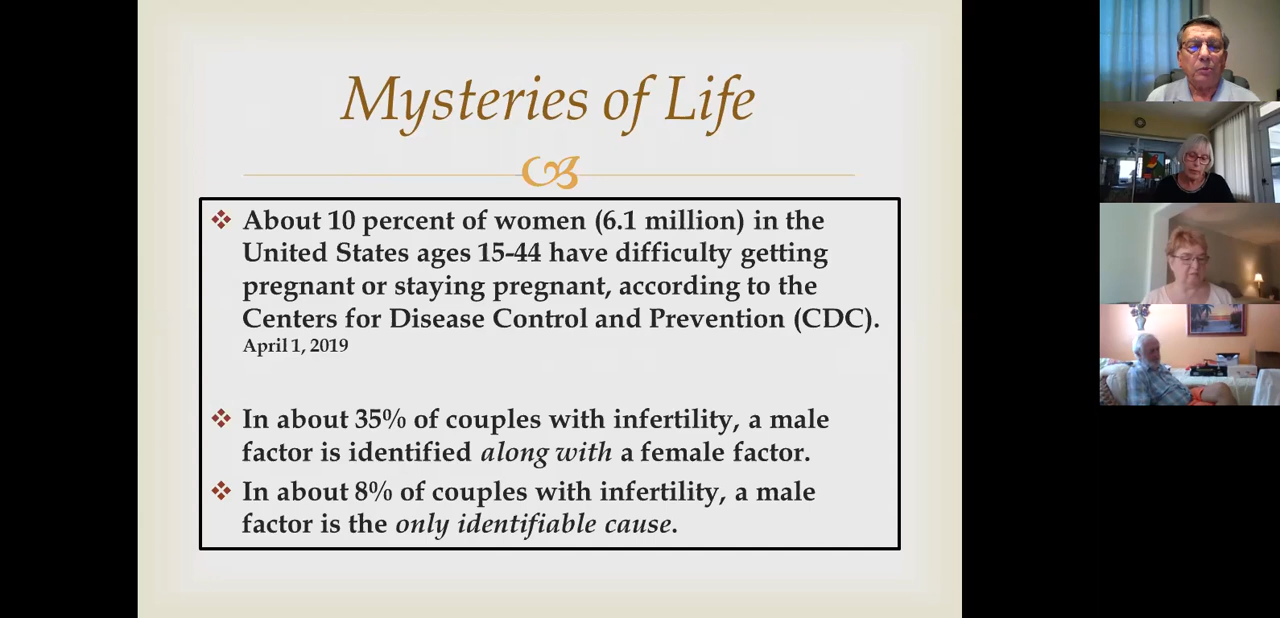 Mysteries of Life
About 10 percent of women (6.1 million) in the
United States ages 15-44 have difficulty getting
pregnant or staying pregnant, according to the
Centers for Disease Control and Prevention (CDC).
April 1, 2019
In about 35% of couples with infertility, a male
factor is identified along with a female factor.
In about 8% of couples with infertility, a male
factor is the only identifiable cause.